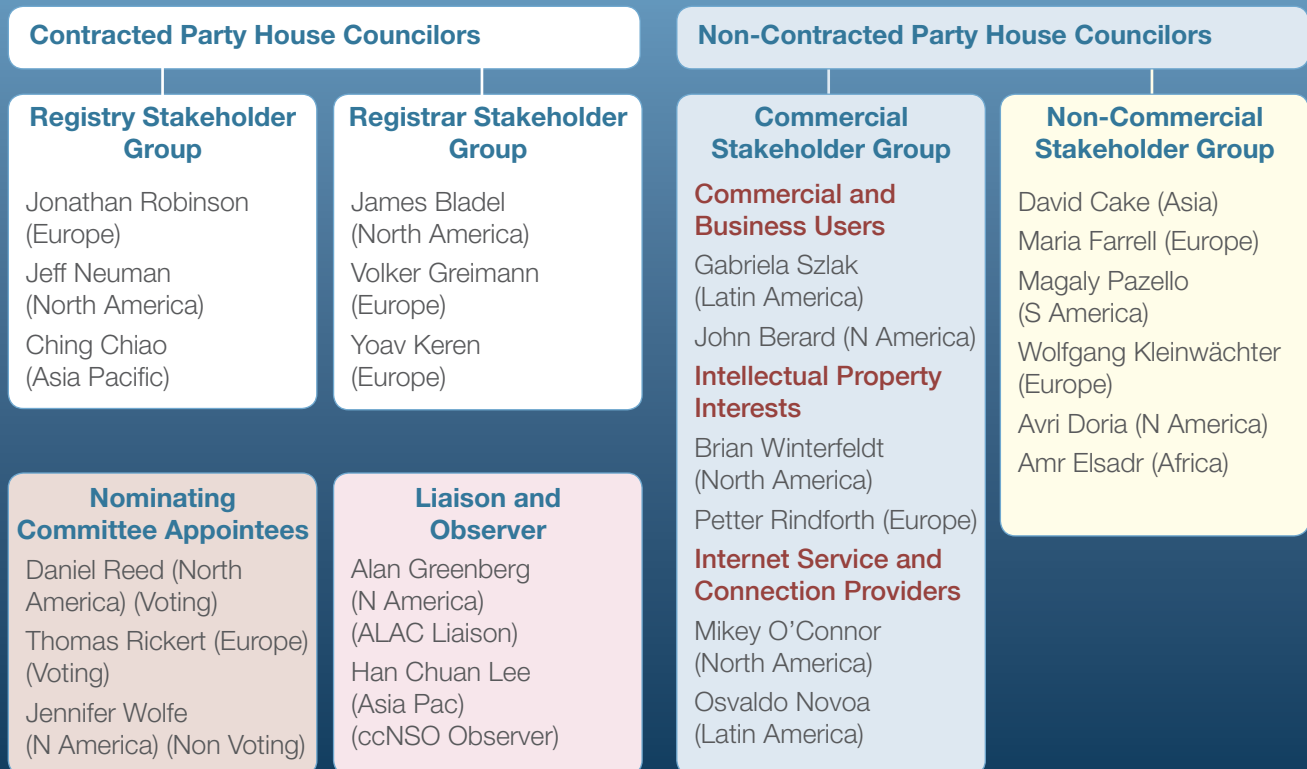 Contracted Party House Councilors
Registry Stakeholder
Group
Jonathan Robinson
(Europe)
Jeff Neuman
(North America)
Ching Chiao
(Asia Pacific)
Registrar Stakeholder
Group
James Bladel
(North America)
Volker Greimann
(Europe)
Yoav Keren
(Europe)
Nominating
Committee Appointees
Daniel Reed (North
America) (Voting)
Thomas Rickert (Europe)
(Voting)
Jennifer Wolfe
(N America) (Non Voting)
Liaison and
Observer
Alan Greenberg
(N America)
(ALAC Liaison)
Han Chuan Lee
(Asia Pac)
(ccNSO Observer)
Non-Contracted Party House Councilors
Commercial
Stakeholder Group
Commercial and
Business Users
Gabriela Szlak
(Latin America)
John Berard (N America)
Intellectual Property
Interests
Brian Winterfeldt
(North America)
Petter Rindforth (Europe)
Internet Service and
Connection Providers
Mikey O’Connor
(North America)
Osvaldo Novoa
(Latin America)
Non-Commercial
Stakeholder Group
David Cake (Asia)
Maria Farrell (Europe)
Magaly Pazello
(S America)
Wolfgang Kleinwächter
(Europe)
Avri Doria (N America)
Amr Elsadr (Africa)